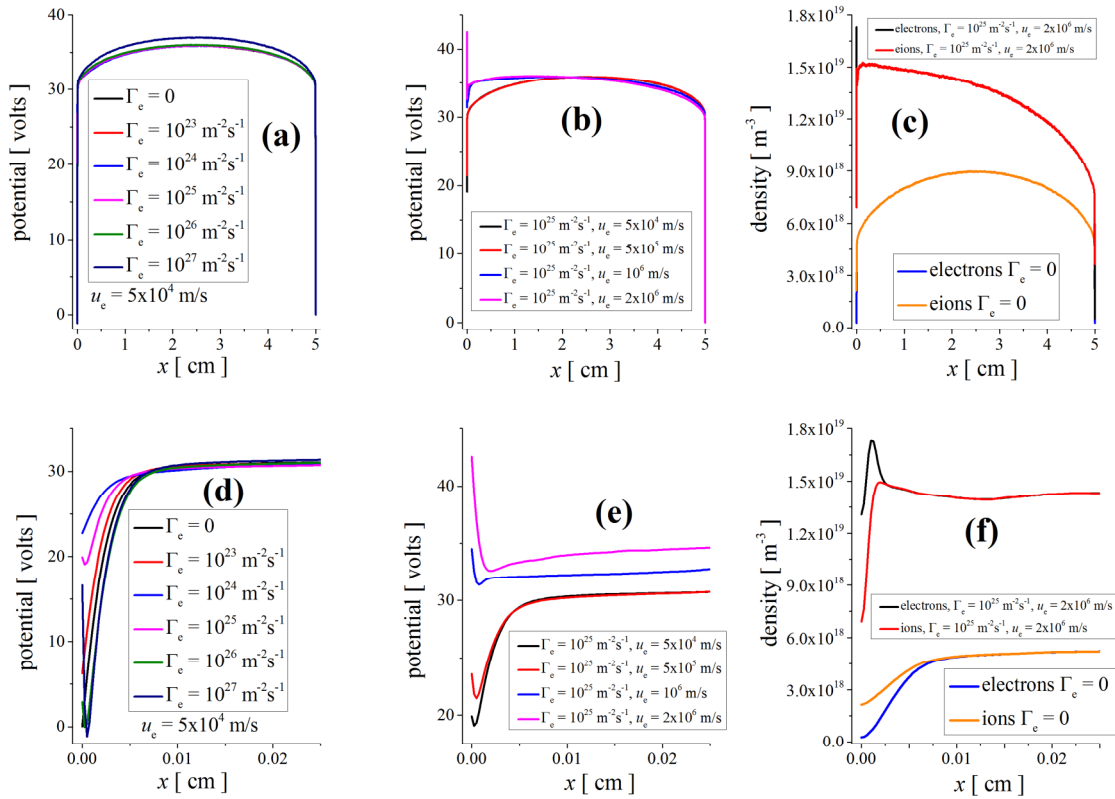 40
30
20
10
0
potential [ volts ]
(a)
Γe = 0
Γe = 10^23 m^-2s^-1
Γe = 10^24 m^-2s^-1
Γe = 10^25 m^-2s^-1
Γe = 10^26 m^-2s^-1
Γe = 10^27 m^-2s^-1
ue = 5x10^4 m/s
0 1 2 3 4 5
x [ cm ]
45
40
35
30
25
20
15
10
5
0
potential [ volts ]
(b)
Γe = 10^25 m^-2s^-1, ue = 5x10^4 m/s
Γe = 10^25 m^-2s^-1, ue = 5x10^5 m/s
Γe = 10^25 m^-2s^-1, ue = 10^6 m/s
Γe = 10^25 m^-2s^-1, ue = 2x10^6 m/s
0 1 2 3 4 5
x [ cm ]
1.8x10^19
1.5x10^19
1.2x10^19
9.0x10^18
6.0x10^18
3.0x10^18
0.0
density [ m^-3 ]
electrons, Γe = 10^25 m^-2s^-1, ue = 2x10^6 m/s
eions, Γe = 10^25 m^-2s^-1, ue = 2x10^6 m/s
(c)
electrons Γe = 0
eions Γe = 0
0 1 2 3 4 5
x [ cm ]
30
20
10
0
potential [ volts ]
(d)
Γe = 0
Γe = 10^23 m^-2s^-1
Γe = 10^24 m^-2s^-1
Γe = 10^25 m^-2s^-1
Γe = 10^26 m^-2s^-1
Γe = 10^27 m^-2s^-1
ue = 5x10^4 m/s
0.00 0.01 0.02
x [ cm ]
40
30
20
potential [ volts ]
(e)
Γe = 10^25 m^-2s^-1, ue = 5x10^4 m/s
Γe = 10^25 m^-2s^-1, ue = 5x10^5 m/s
Γe = 10^25 m^-2s^-1, ue = 10^6 m/s
Γe = 10^25 m^-2s^-1, ue = 2x10^6 m/s
0.00 0.01 0.02
x [ cm ]
1.8x10^19
1.5x10^19
1.5x10^18
9.0x10^18
6.0x10^18
3.0x10^18
0.0
density [ m^-3 ]
(f)
electrons, Γe = 10^25 m^-2s^-1, ue = 2x10^6 m/s
ions, Γe = 10^25 m^-2s^-1, ue = 2x10^6 m/s
electrons Γe = 0
ions Γe = 0
0.00 0.01 0.02
x [ cm ]